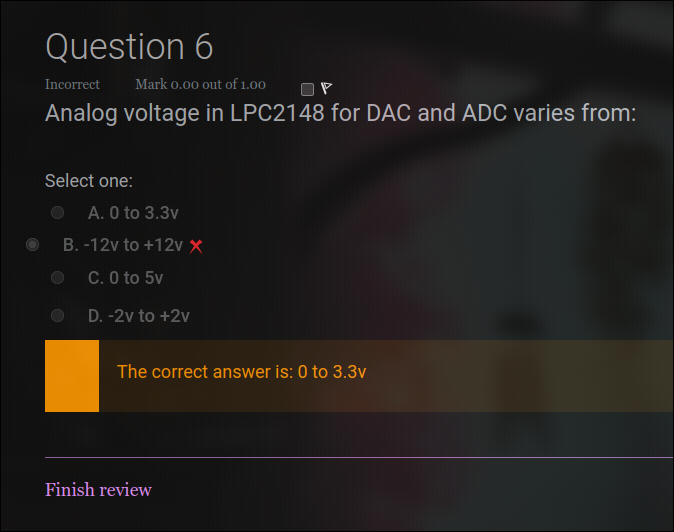 Question 6
Incorrect Mark 0.00 out of 1.00
Analog voltage in LPC2148 for DAC and ADC varies from:
Select one:
A. 0 to 3.3v
B. -12v to +12v
C. 0 to 5v
D. -2v to +2v
The correct answer is: 0 to 3.3v
Finish review